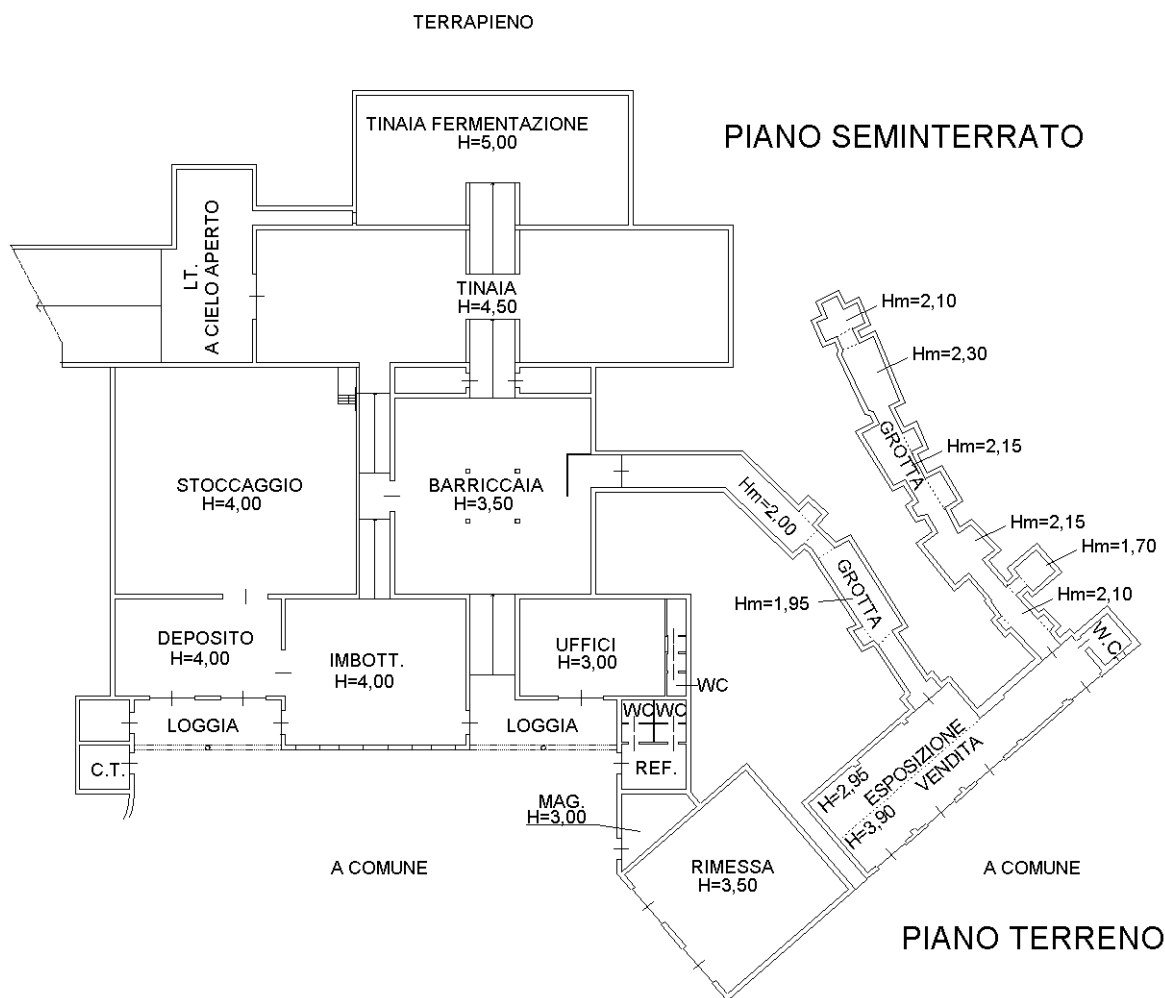 TERRAPIENO
TINAIA FERMENTAZIONE
H=5,00
PIANO SEMINTERRATO
LT.
A CIELO APERTO
TINAIA
H=4,50
Hm=2,10
Hm=2,30
GROTTA
Hm=2,15
STOCCAGGIO
H=4,00
BARRICCAIA
H=3,50
Hm=2,00
Hm=2,15
Hm=1,70
GROTTA
Hm=1,95
Hm=2,10
DEPOSITO
H=4,00
IMBOTT.
H=4,00
UFFICI
H=3,00
W.C.
WC
LOGGIA
LOGGIA
WC
WC
C.T.
REF.
ESPOSIZIONE
VENDITA
H=2,95
H=3,90
MAG.
H=3,00
A COMUNE
RIMESSA
H=3,50
A COMUNE
PIANO TERRENO